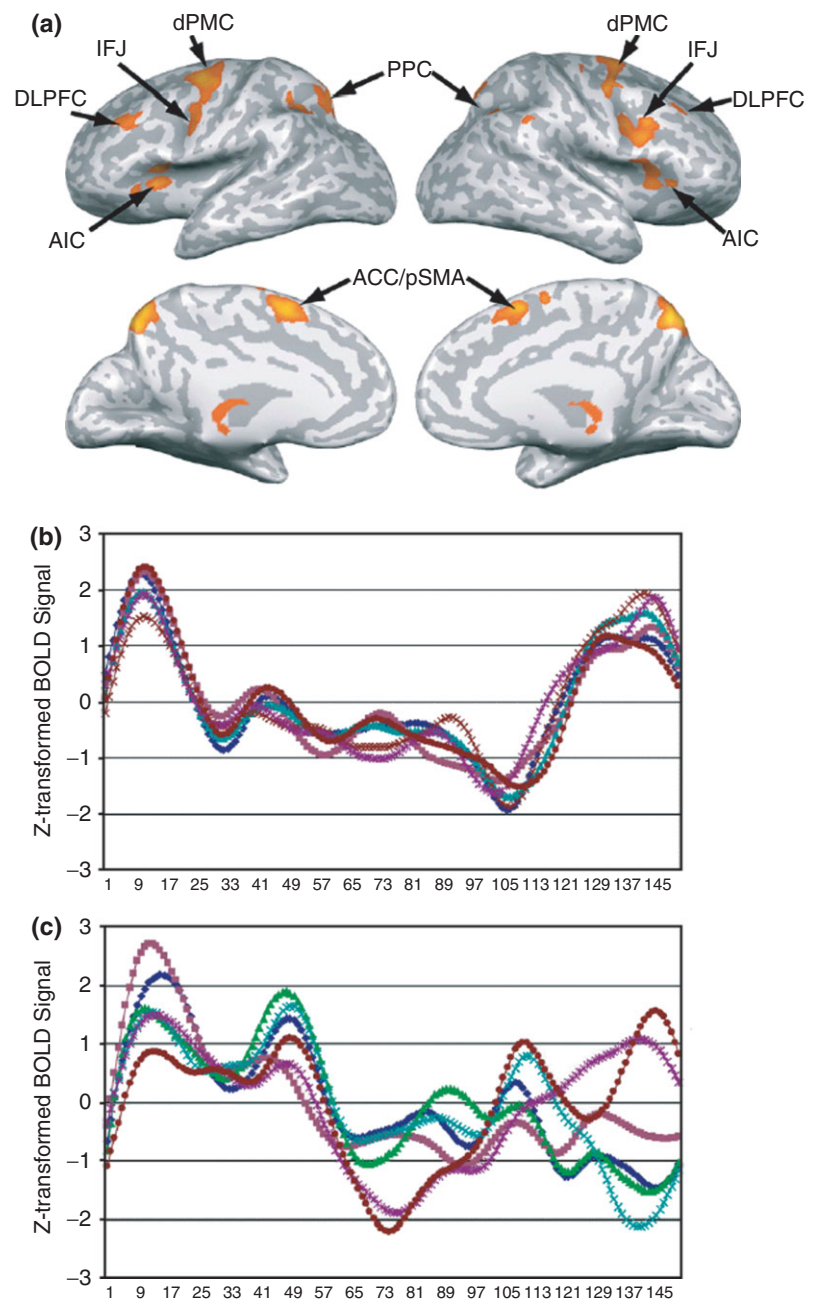 (a)
dPMC
IFJ
DLPFC
AIC
PPC
dPMC
IFJ
DLPFC
AIC
ACC/pSMA
(b)
Z-transformed BOLD Signal
3
2
1
0
−1
−2
−3
1 9 17 25 33 41 49 57 65 73 81 89 97 105 113 121 129 137 145
(c)
Z-transformed BOLD Signal
3
2
1
0
−1
−2
−3
1 9 17 25 33 41 49 57 65 73 81 89 97 105 113 121 129 137 145